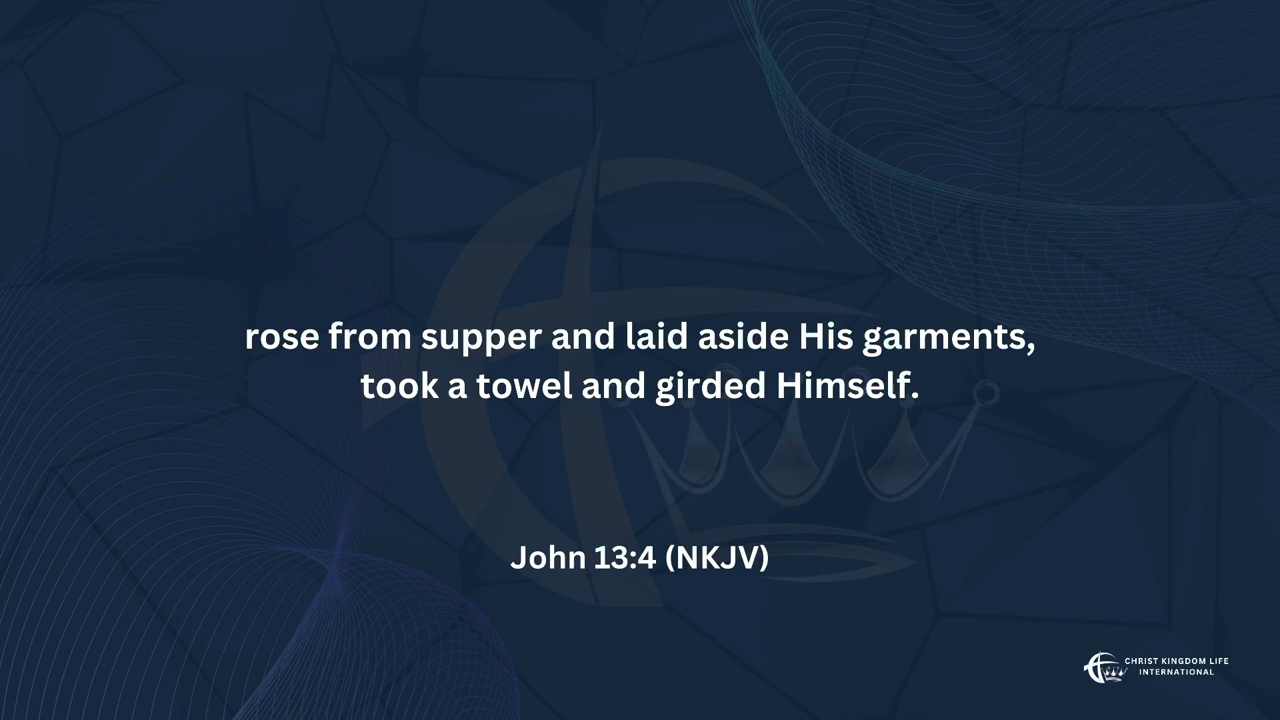 rose from supper and laid aside His garments,
took a towel and girded Himself.
John 13:4 (NKJV)
CHRIST KINGDOM LIFE
INTERNATIONAL